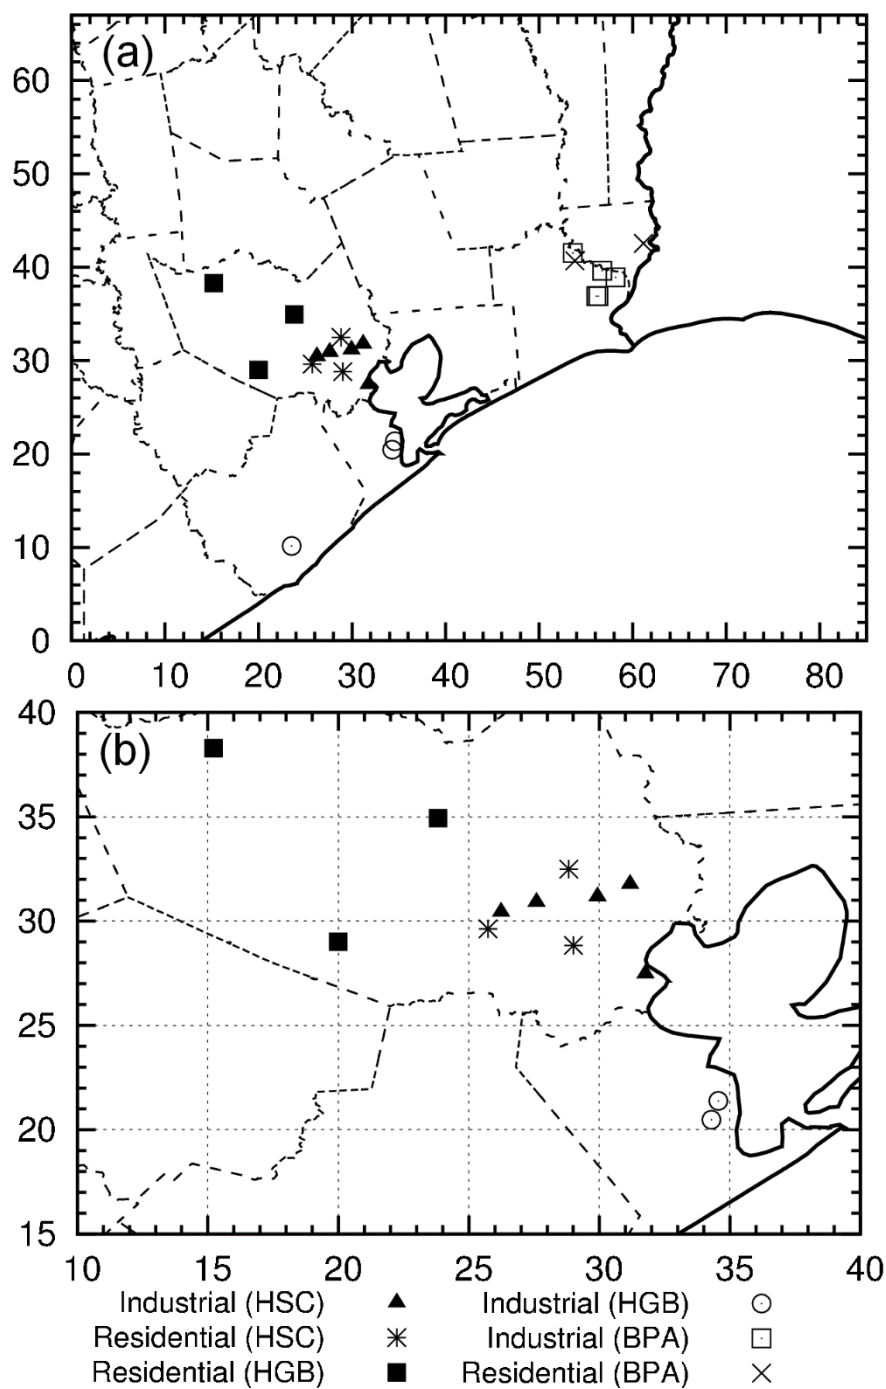 (a)
60
50
40
30
20
10
0
0 10 20 30 40 50 60 70 80
(b)
40
35
30
25
20
15
10 15 20 25 30 35 40
Industrial (HSC) Industrial (HGB)
Residential (HSC) Industrial (BPA)
Residential (HGB) Residential (BPA)